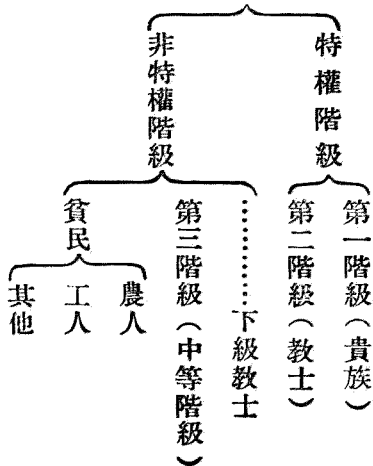 特權階級
第一階級（貴族）
第二階級（教士）
非特權階級
…………下級教士
第三階級（中等階級）
貧民
農人
工人
其他